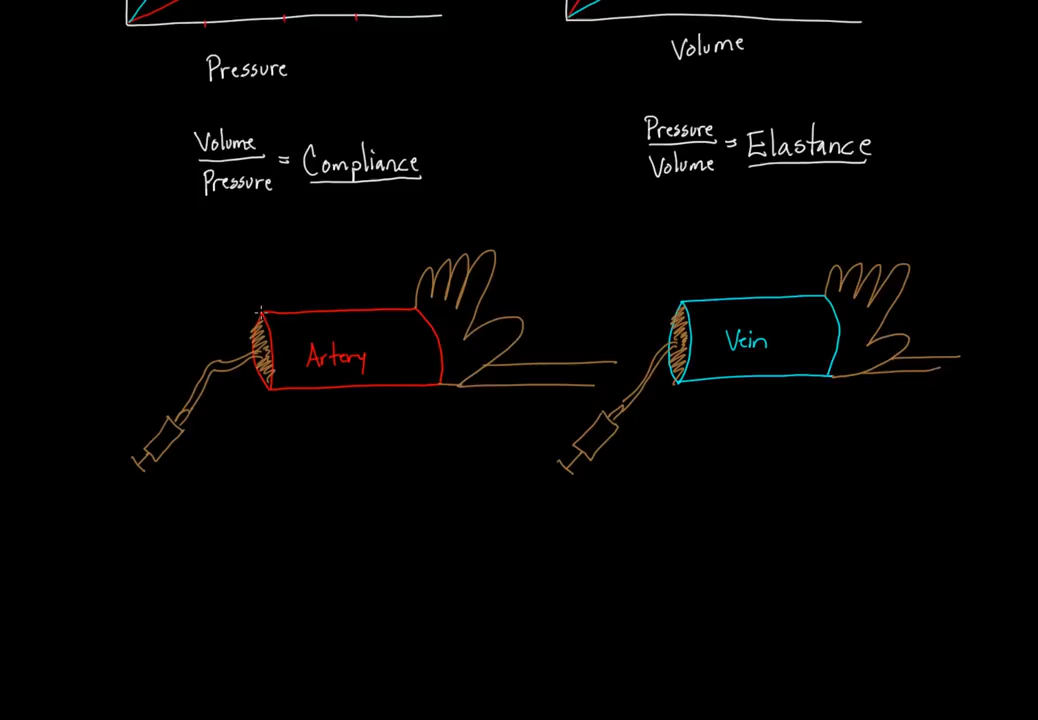 Pressure
Volume
Volume
Pressure
= Compliance
Pressure
Volume
= Elastance
Artery
Vein